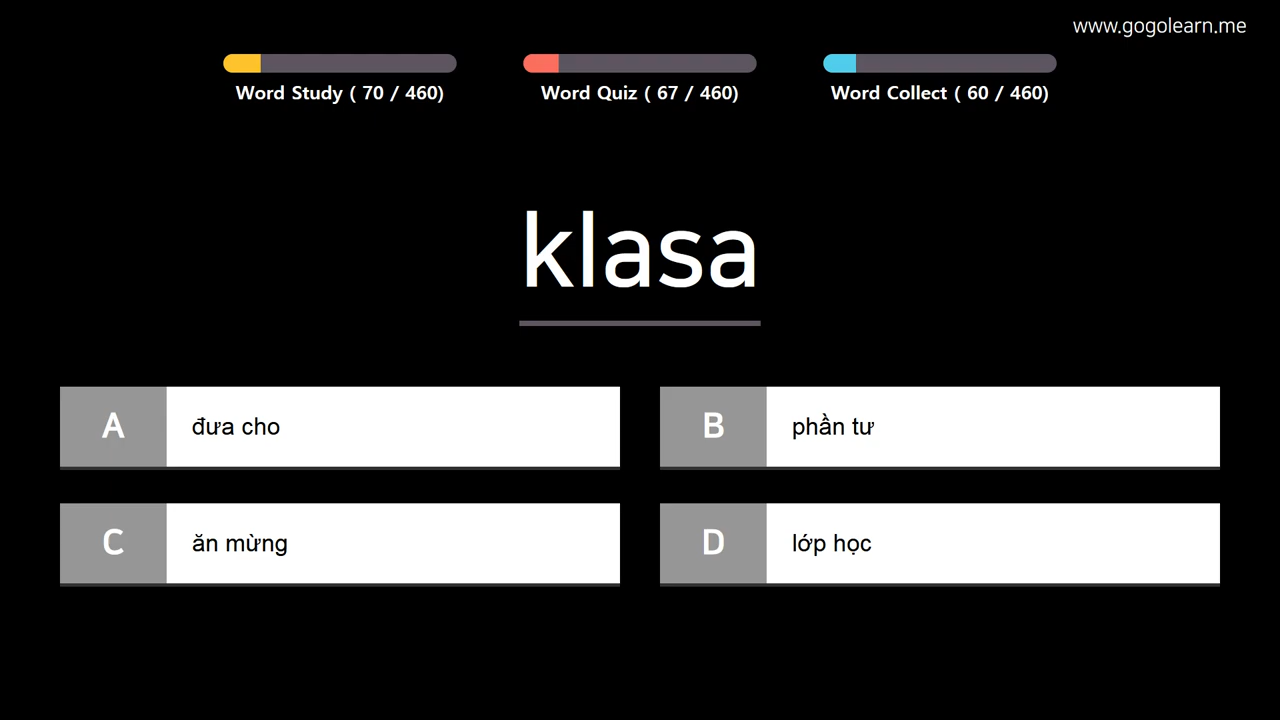 www.gogolearn.me
Word Study ( 70 / 460) Word Quiz ( 67 / 460) Word Collect ( 60 / 460)
klasa
A đưa cho
B phần tư
C ăn mừng
D lớp học